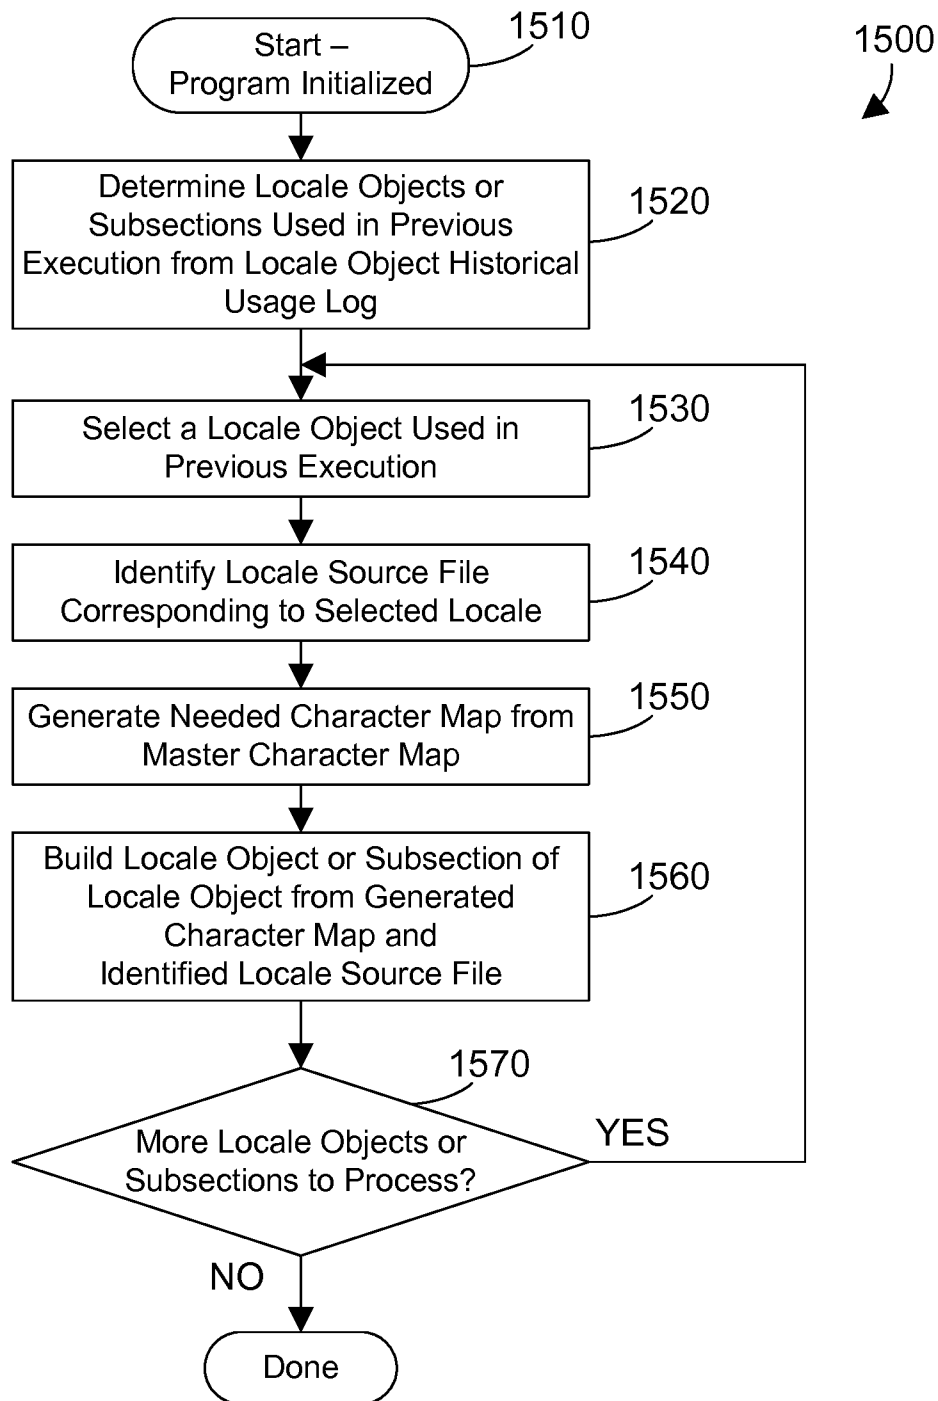 1510
1500
Start –
Program Initialized
Determine Locale Objects or
Subsections Used in Previous
Execution from Locale Object Historical
Usage Log
1520
Select a Locale Object Used in
Previous Execution
1530
Identify Locale Source File
Corresponding to Selected Locale
1540
Generate Needed Character Map from
Master Character Map
1550
Build Locale Object or Subsection of
Locale Object from Generated
Character Map and
Identified Locale Source File
1560
1570
More Locale Objects or
Subsections to Process?
YES
NO
Done